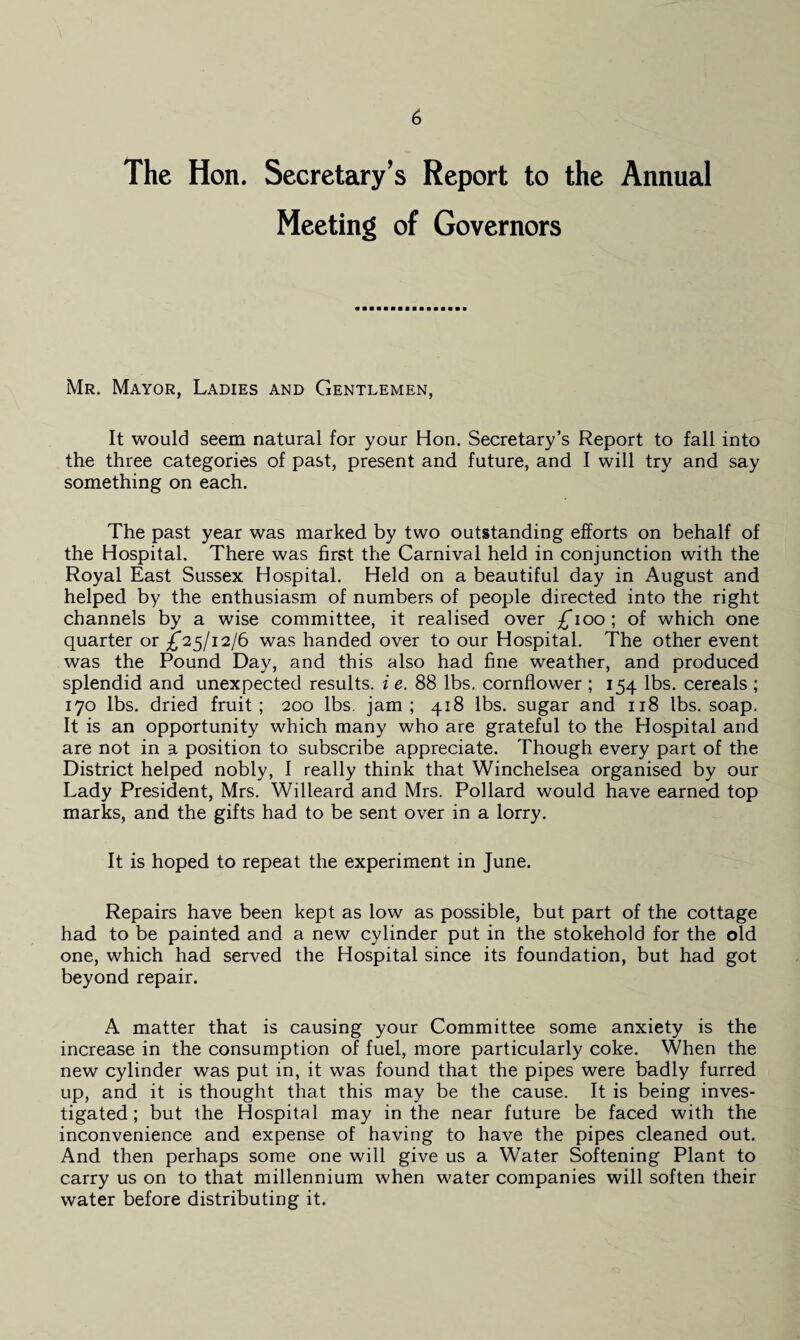 6
The Hon. Secretary's Report to the Annual
Meeting of Governors
Mr. Mayor, Ladies and Gentlemen,
It would seem natural for your Hon. Secretary's Report to fall into
the three categories of past, present and future, and I will try and say
something on each.
The past year was marked by two outstanding efforts on behalf of
the Hospital. There was first the Carnival held in conjunction with the
Royal East Sussex Hospital. Held on a beautiful day in August and
helped by the enthusiasm of numbers of people directed into the right
channels by a wise committee, it realised over £100 ; of which one
quarter or £25/12/6 was handed over to our Hospital. The other event
was the Pound Day, and this also had fine weather, and produced
splendid and unexpected results. i e. 88 lbs. cornflower ; 154 lbs. cereals ;
170 lbs. dried fruit ; 200 lbs. jam ; 418 lbs. sugar and 118 lbs. soap.
It is an opportunity which many who are grateful to the Hospital and
are not in a position to subscribe appreciate. Though every part of the
District helped nobly, I really think that Winchelsea organised by our
Lady President, Mrs. Willeard and Mrs. Pollard would have earned top
marks, and the gifts had to be sent over in a lorry.
It is hoped to repeat the experiment in June.
Repairs have been kept as low as possible, but part of the cottage
had to be painted and a new cylinder put in the stokehold for the old
one, which had served the Hospital since its foundation, but had got
beyond repair.
A matter that is causing your Committee some anxiety is the
increase in the consumption of fuel, more particularly coke. When the
new cylinder was put in, it was found that the pipes were badly furred
up, and it is thought that this may be the cause. It is being inves-
tigated ; but the Hospital may in the near future be faced with the
inconvenience and expense of having to have the pipes cleaned out.
And then perhaps some one will give us a Water Softening Plant to
carry us on to that millennium when water companies will soften their
water before distributing it.